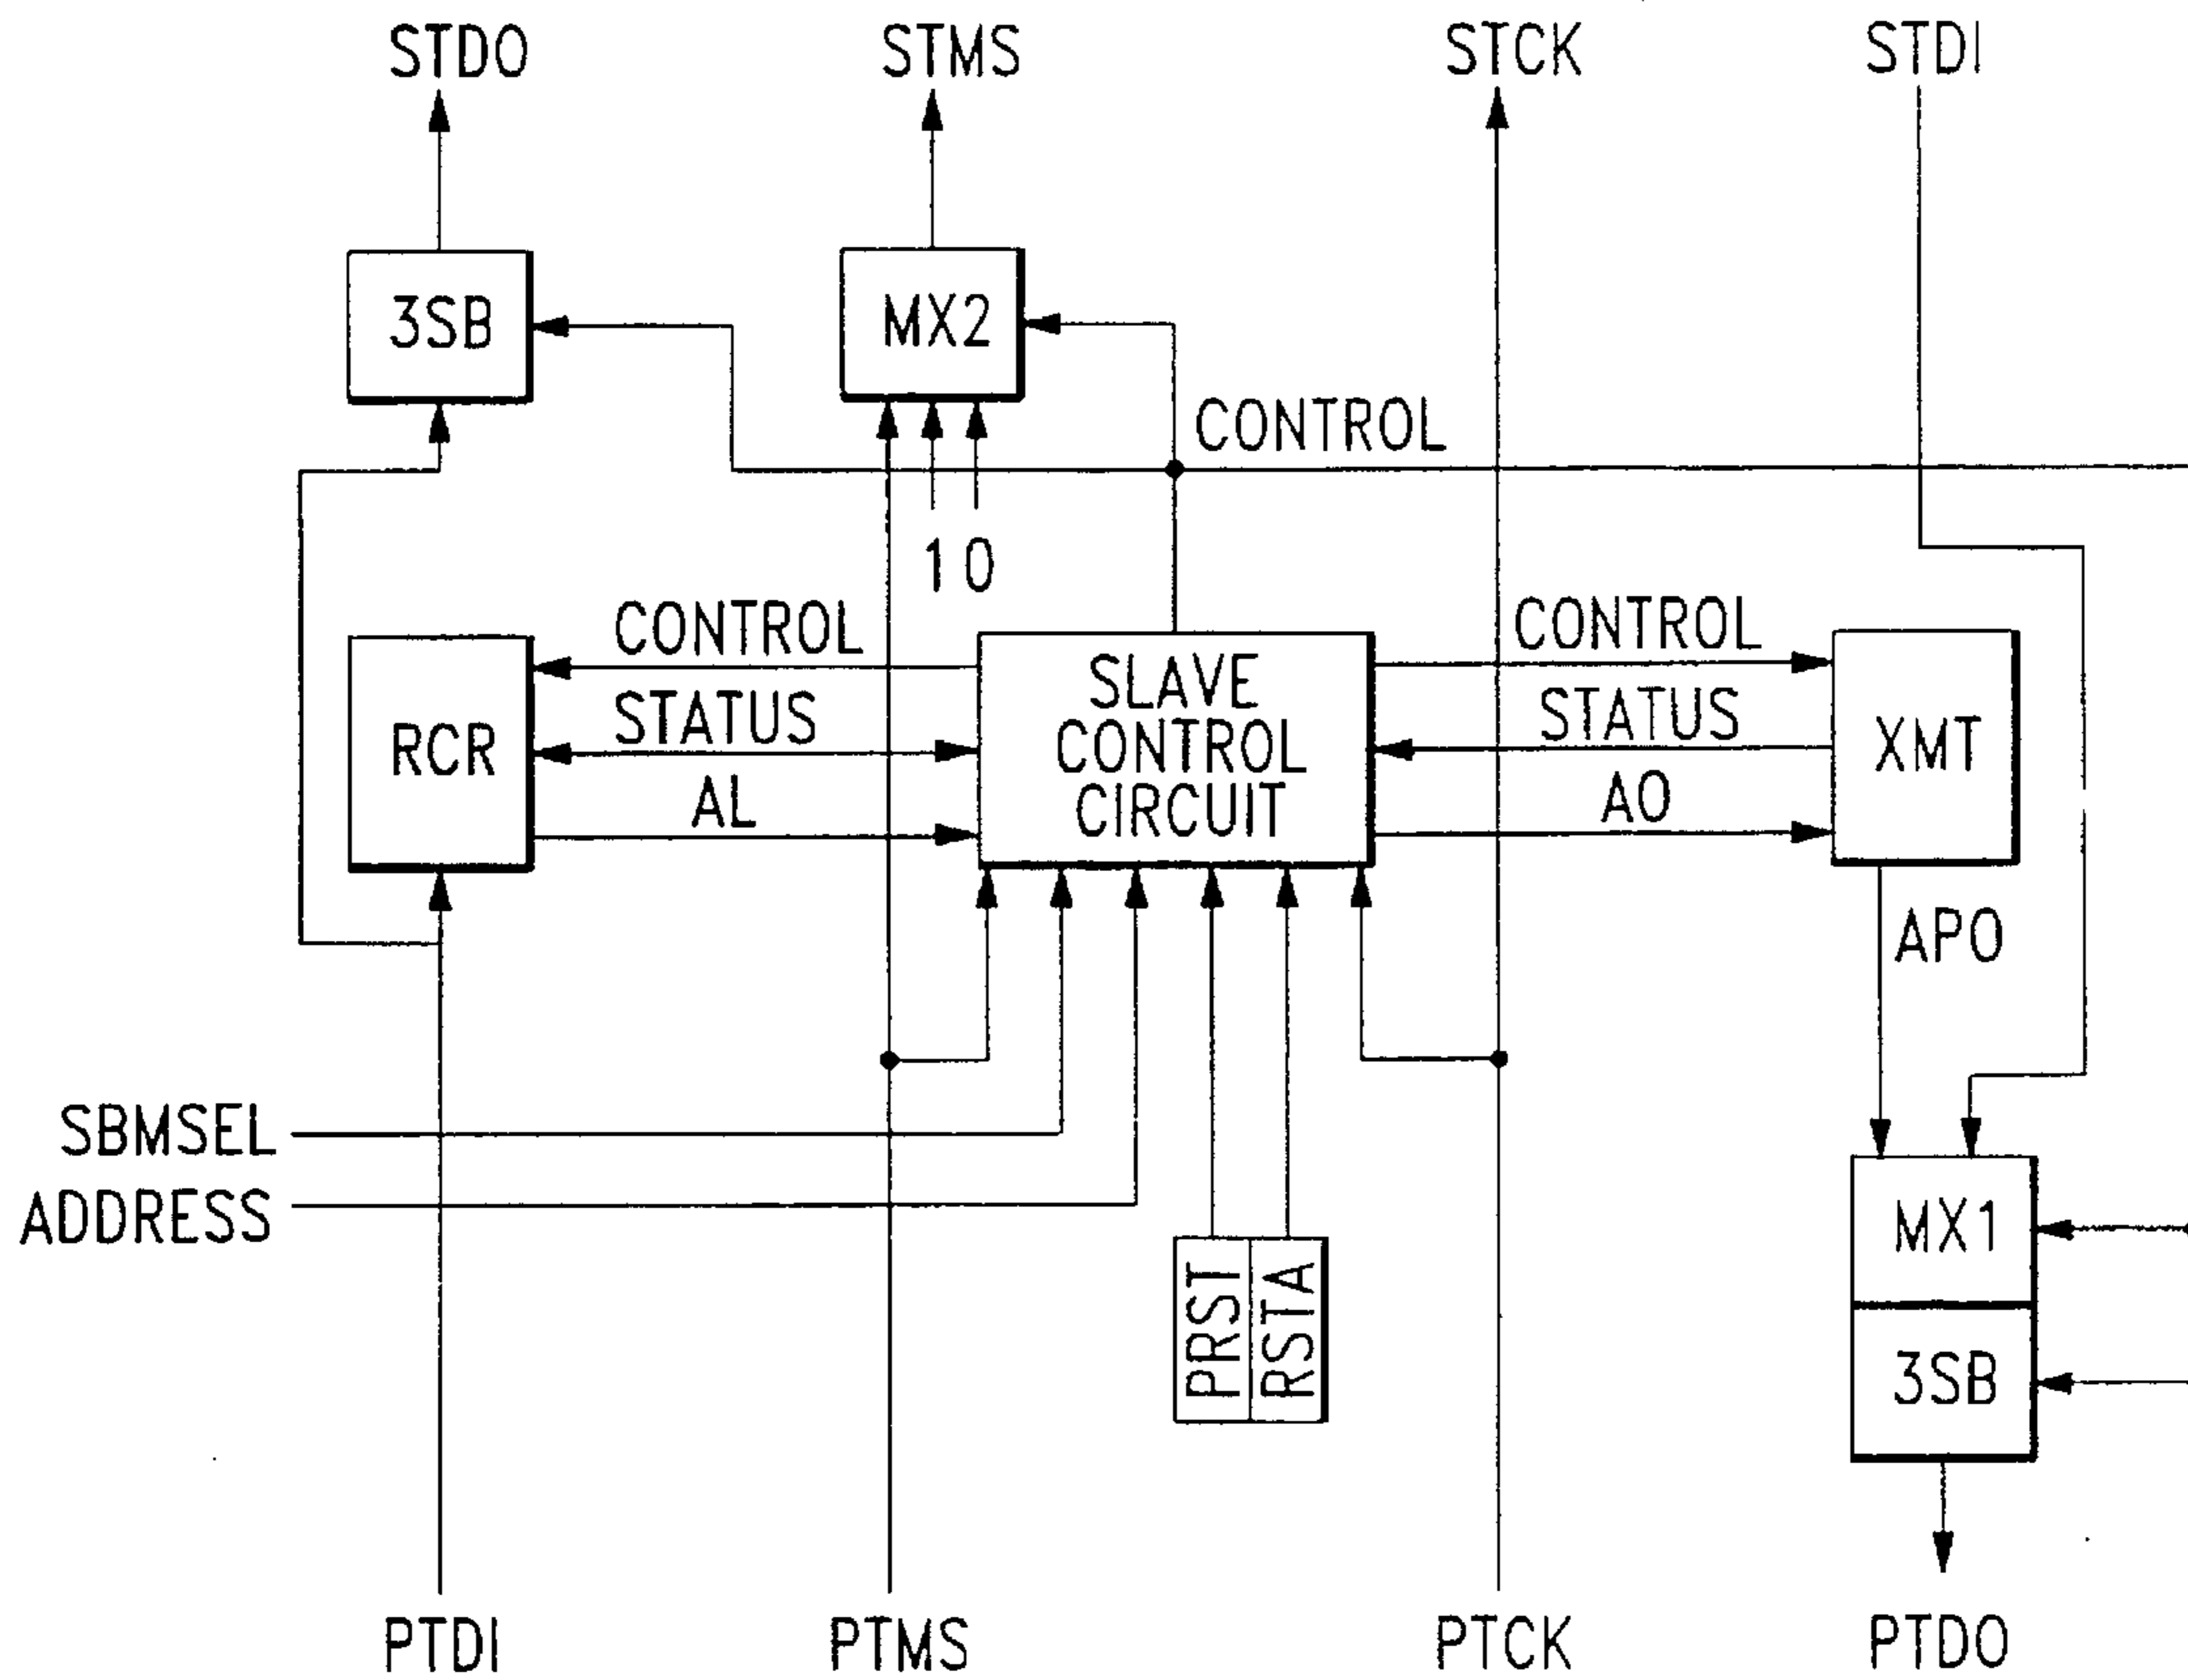 STDO
STMS
STCK
STDI
3SB
MX2
CONTROL
1 0
CONTROL
CONTROL
RCR
STATUS
AL
SLAVE
CONTROL
CIRCUIT
STATUS
AO
XMT
APO
SBMSEL
ADDRESS
PRST
RSTA
MX1
3SB
PTDI
PTMS
PTCK
PTDO